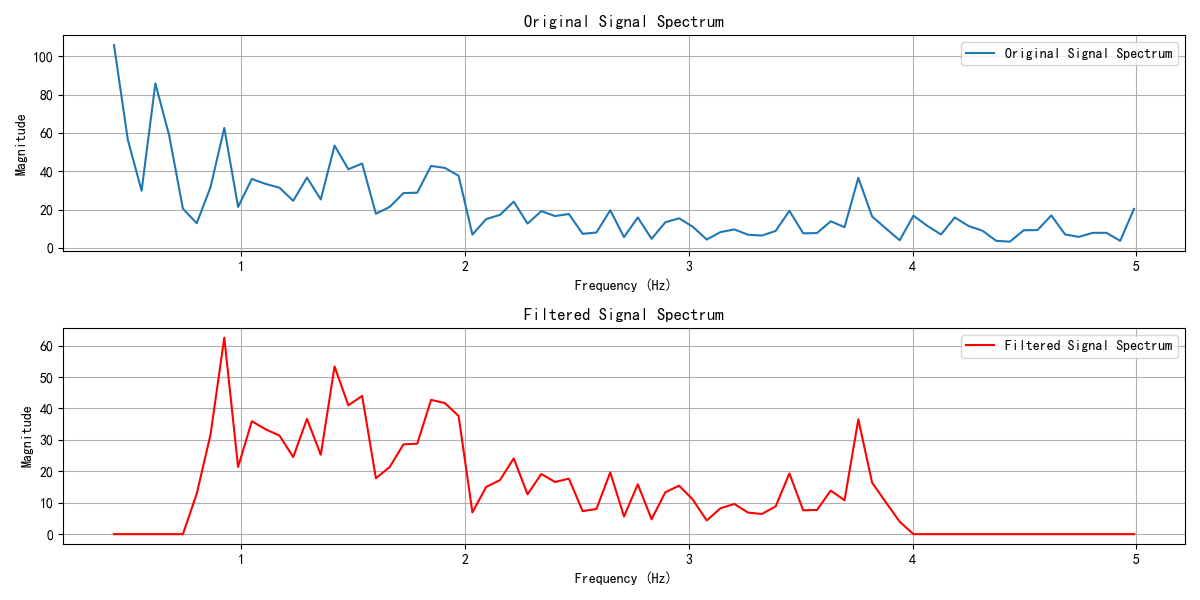 Original Signal Spectrum
Original Signal Spectrum
Magnitude
100
80
60
40
20
0
1 2 3 4 5
Frequency (Hz)
Filtered Signal Spectrum
Filtered Signal Spectrum
Magnitude
60
50
40
30
20
10
0
1 2 3 4 5
Frequency (Hz)